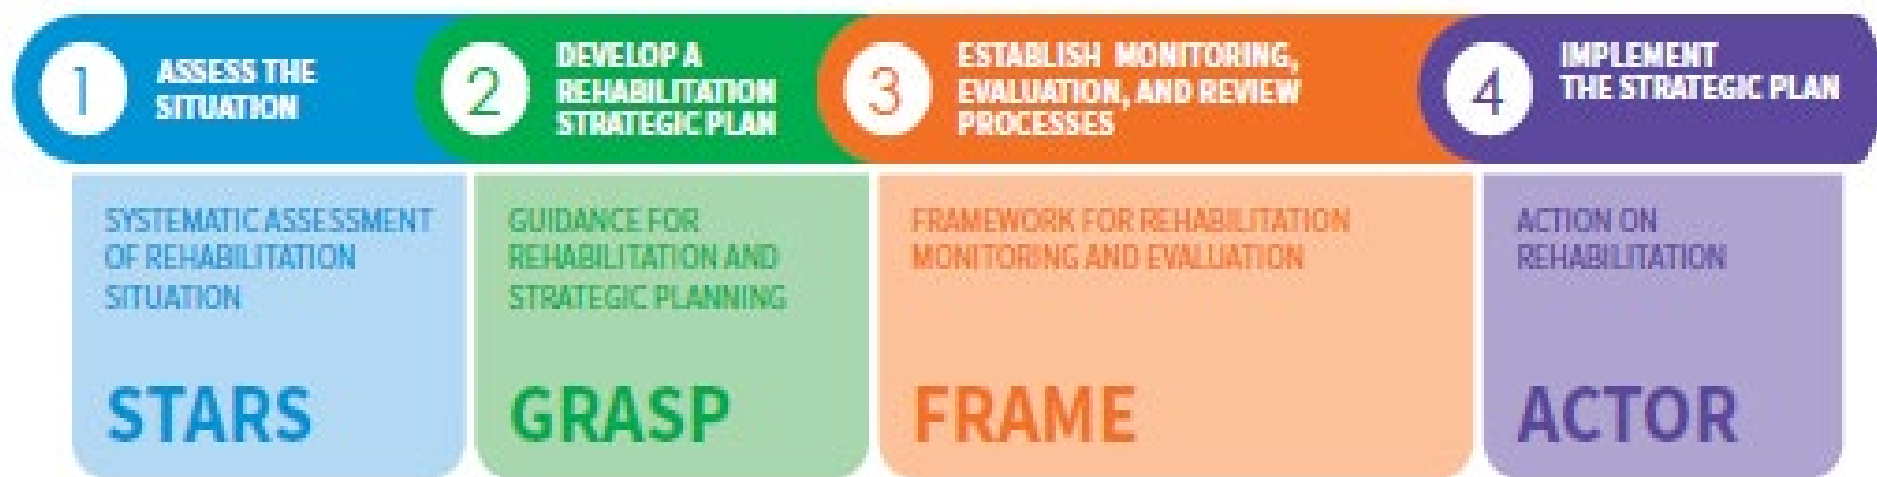 1
ASSESS THE
SITUATION
2
DEVELOP A
REHABILITATION
STRATEGIC PLAN
3
ESTABLISH MONITORING,
EVALUATION, AND REVIEW
PROCESSES
4
IMPLEMENT
THE STRATEGIC PLAN
SYSTEMATIC ASSESSMENT
OF REHABILITATION
SITUATION
STARS
GUIDANCE FOR
REHABILITATION AND
STRATEGIC PLANNING
GRASP
FRAMEWORK FOR REHABILITATION
MONITORING AND EVALUATION
FRAME
ACTION ON
REHABILITATION
ACTOR